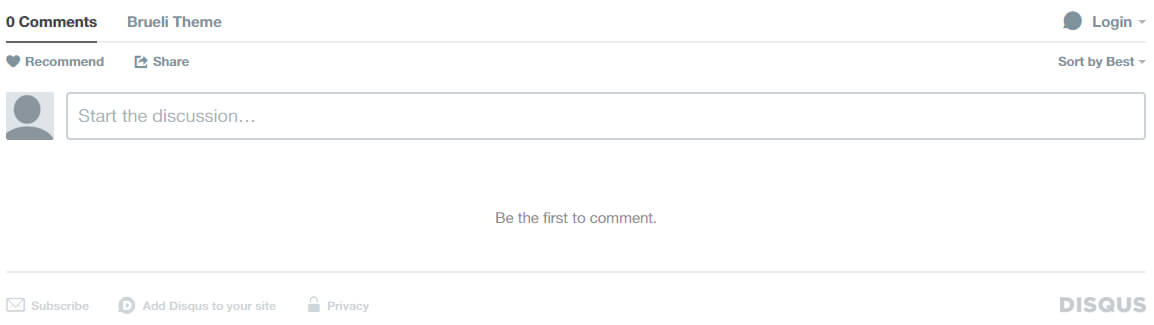 0 Comments Brueli Theme Login
Recommend Share Sort by Best
Start the discussion…
Be the first to comment.
Subscribe Add Disqus to your site Privacy DISQUS